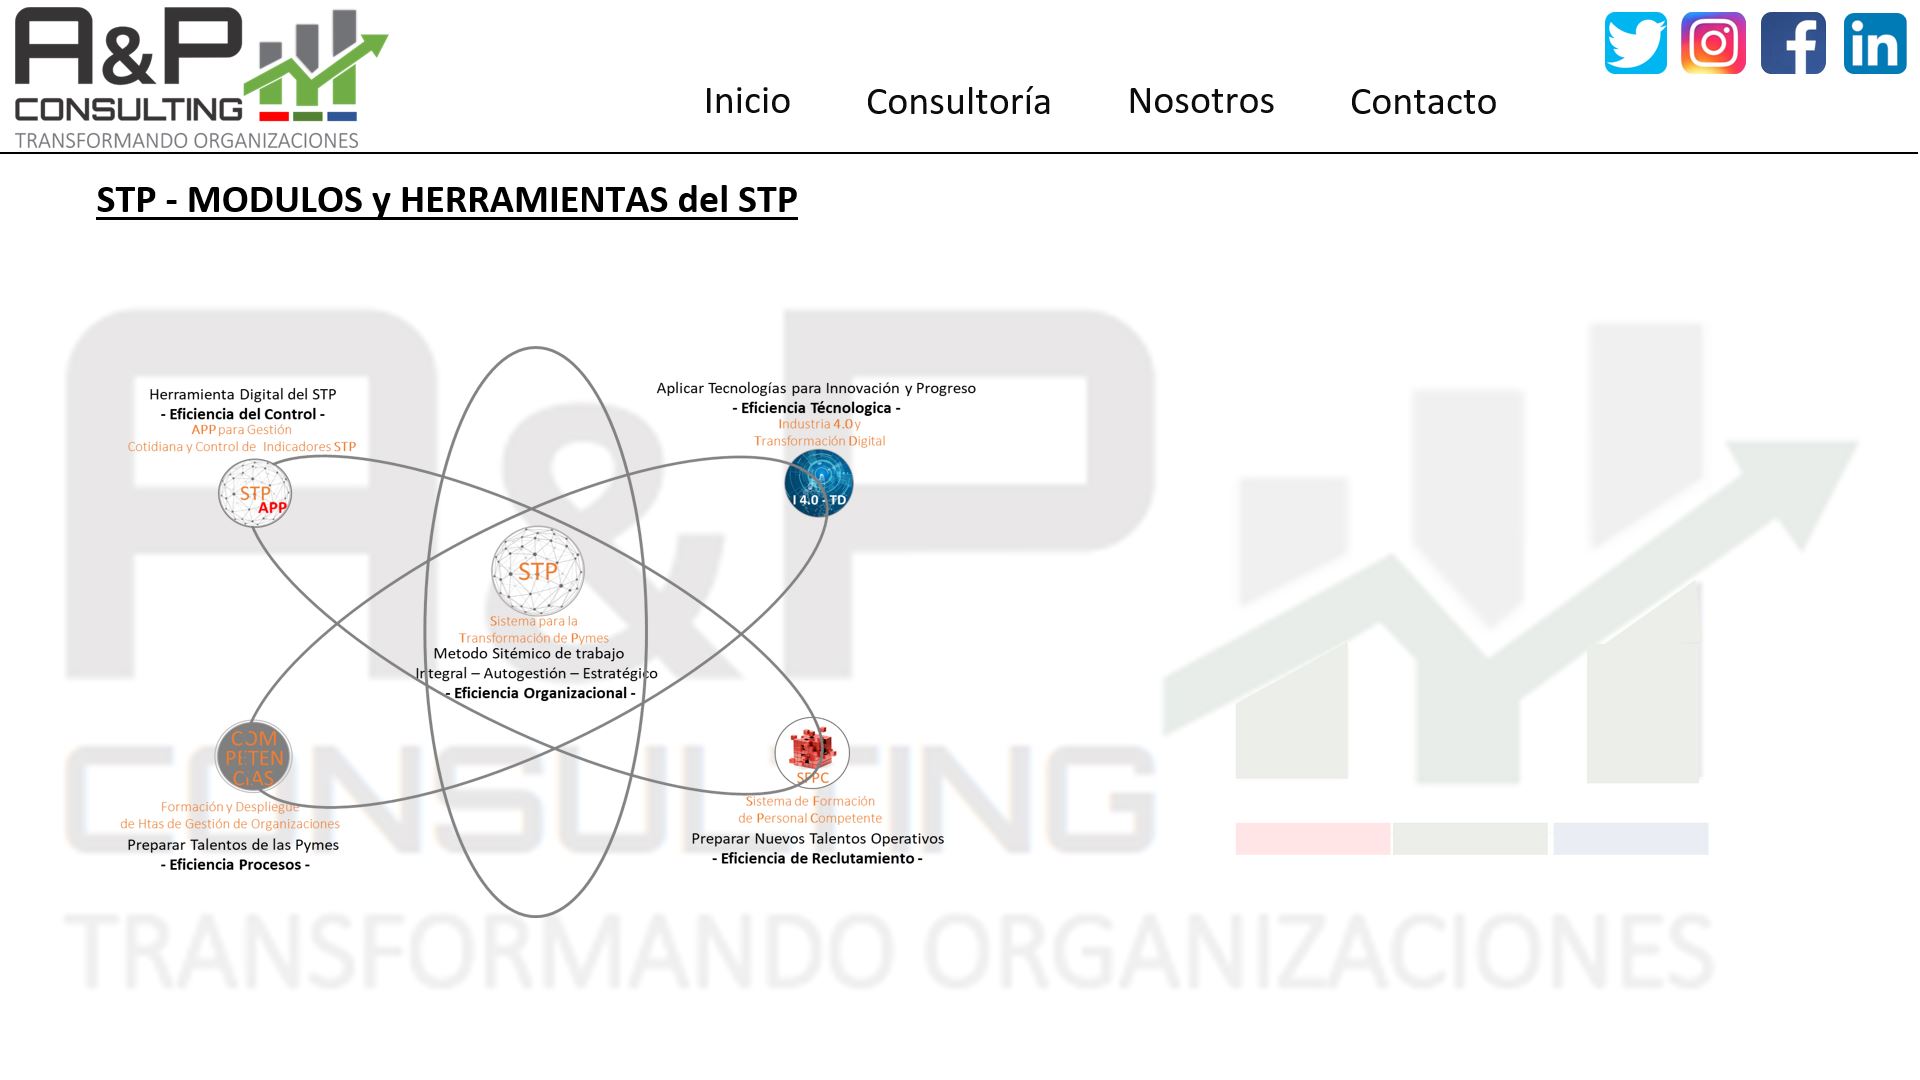 A&P
CONSULTING
TRANSFORMANDO ORGANIZACIONES
Inicio
Consultoría
Nosotros
Contacto
in
STP - MODULOS y HERRAMIENTAS del STP
Herramienta Digital del STP
- Eficiencia del Control -
APP para Gestión
Cotidiana y Control de Indicadores STP
STP
APP
Aplicar Tecnologías para Innovación y Progreso
- Eficiencia Técnologica -
Industria 4.0 y
Transformación Digital
I 4.0 - TD
STP
Sistema para la
Transformación de Pymes
Metodo Sitémico de trabajo
Integral – Autogestión – Estratégico
- Eficiencia Organizacional -
COM
PETEN
CIAS
Formación y Despliegue
de Htas de Gestión de Organizaciones
Preparar Talentos de las Pymes
- Eficiencia Procesos -
SFPC
Sistema de Formación
de Personal Competente
Preparar Nuevos Talentos Operativos
- Eficiencia de Reclutamiento -
A&P
CONSULTING
TRANSFORMANDO ORGANIZACIONES